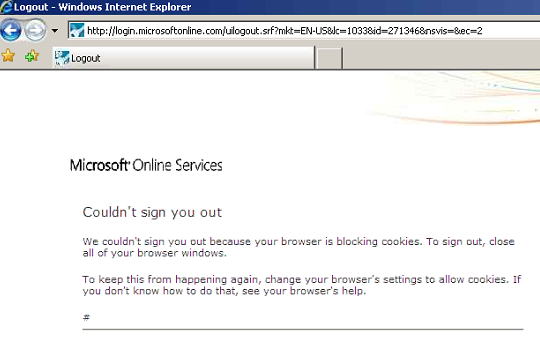 Logout - Windows Internet Explorer
http://login.microsoftonline.com/uilogout.srf?mkt=EN-US&lc=1033&id=271346&nsvis=&ec=2
Logout
Microsoft® Online Services
Couldn't sign you out
We couldn't sign you out because your browser is blocking cookies. To sign out, close
all of your browser windows.
To keep this from happening again, change your browser's settings to allow cookies. If
you don't know how to do that, see your browser's help.
#